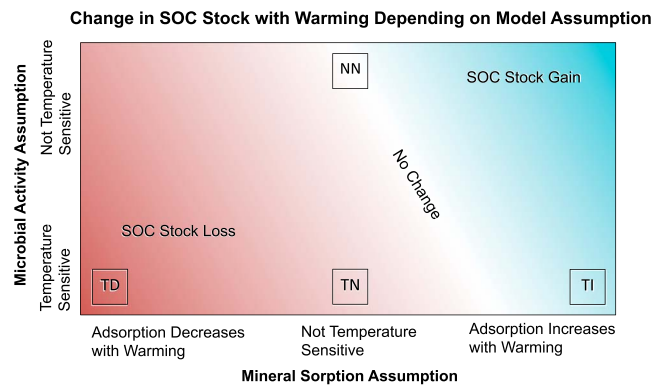 Change in SOC Stock with Warming Depending on Model Assumption
Microbial Activity Assumption
Not Temperature
Sensitive
Temperature
Sensitive
NN
SOC Stock Gain
No Change
SOC Stock Loss
TD
TN
TI
Adsorption Decreases
with Warming
Not Temperature
Sensitive
Adsorption Increases
with Warming
Mineral Sorption Assumption